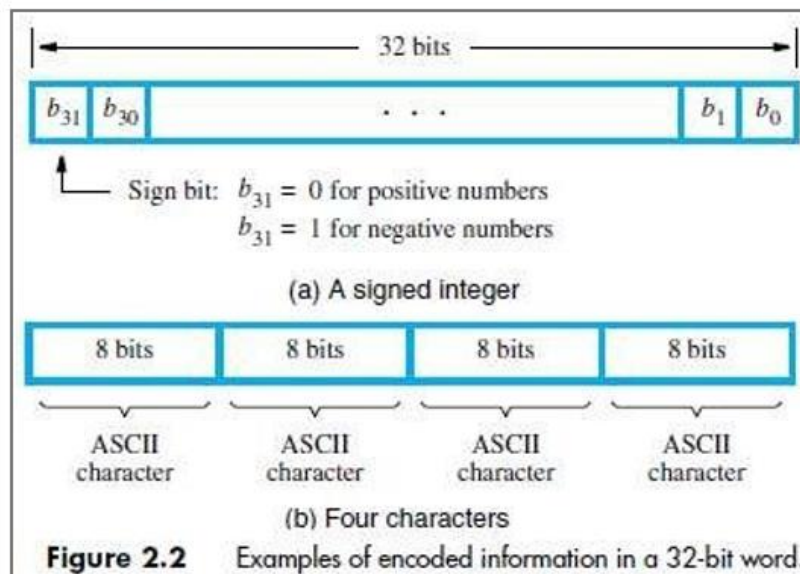 32 bits
b31 b30 . . . b1 b0
Sign bit: b31 = 0 for positive numbers
b31 = 1 for negative numbers
(a) A signed integer
8 bits 8 bits 8 bits 8 bits
ASCII ASCII ASCII ASCII
character character character character
(b) Four characters
Figure 2.2 Examples of encoded information in a 32-bit word